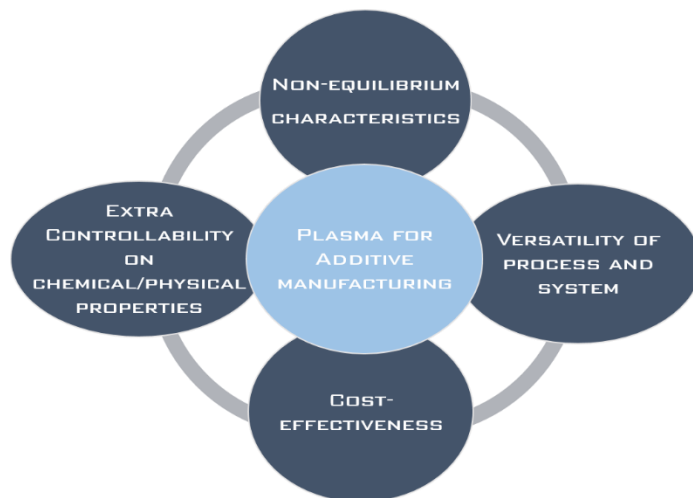 Non-equilibrium
characteristics
Extra
Controllability
on
chemical/physical
properties
Plasma for
Additive
manufacturing
Versatility of
process and
system
Cost-
effectiveness